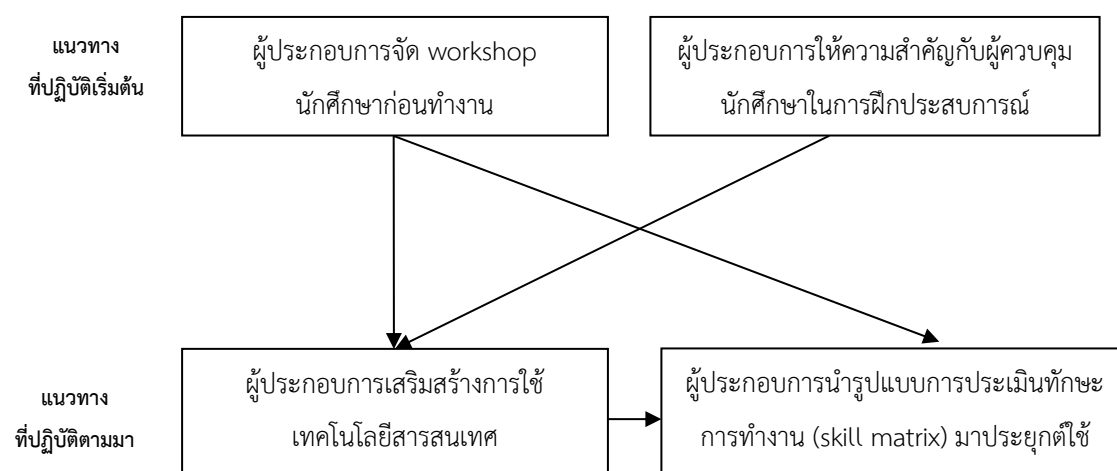 แนวทาง
ที่ปฏิบัติเริ่มต้น
ผู้ประกอบการจัด workshop
นักศึกษาก่อนทำงาน
ผู้ประกอบการให้ความสำคัญกับผู้ควบคุม
นักศึกษาในการฝึกประสบการณ์
แนวทาง
ที่ปฏิบัติตามมา
ผู้ประกอบการเสริมสร้างการใช้
เทคโนโลยีสารสนเทศ
ผู้ประกอบการนำรูปแบบการประเมินทักษะ
การทำงาน (skill matrix) มาประยุกต์ใช้